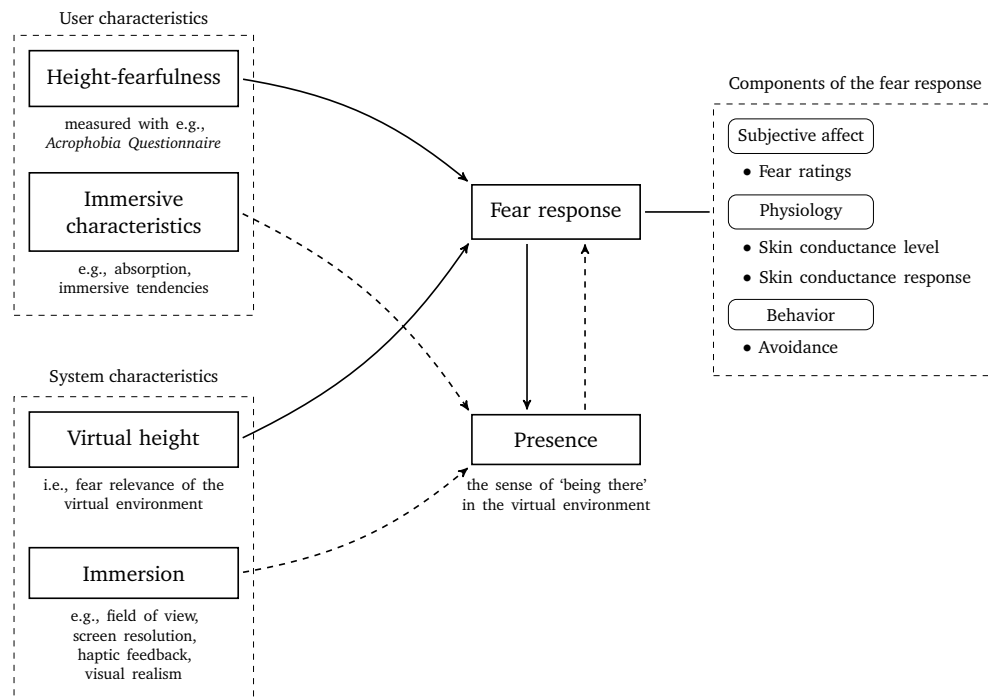 User characteristics
Height-fearfulness
measured with e.g.,
Acrophobia Questionnaire
Immersive
characteristics
e.g., absorption,
immersive tendencies
System characteristics
Virtual height
i.e., fear relevance of the
virtual environment
Immersion
e.g., field of view,
screen resolution,
haptic feedback,
visual realism
Fear response
Presence
the sense of ‘being there’
in the virtual environment
Components of the fear response
Subjective affect
• Fear ratings
Physiology
• Skin conductance level
• Skin conductance response
Behavior
• Avoidance